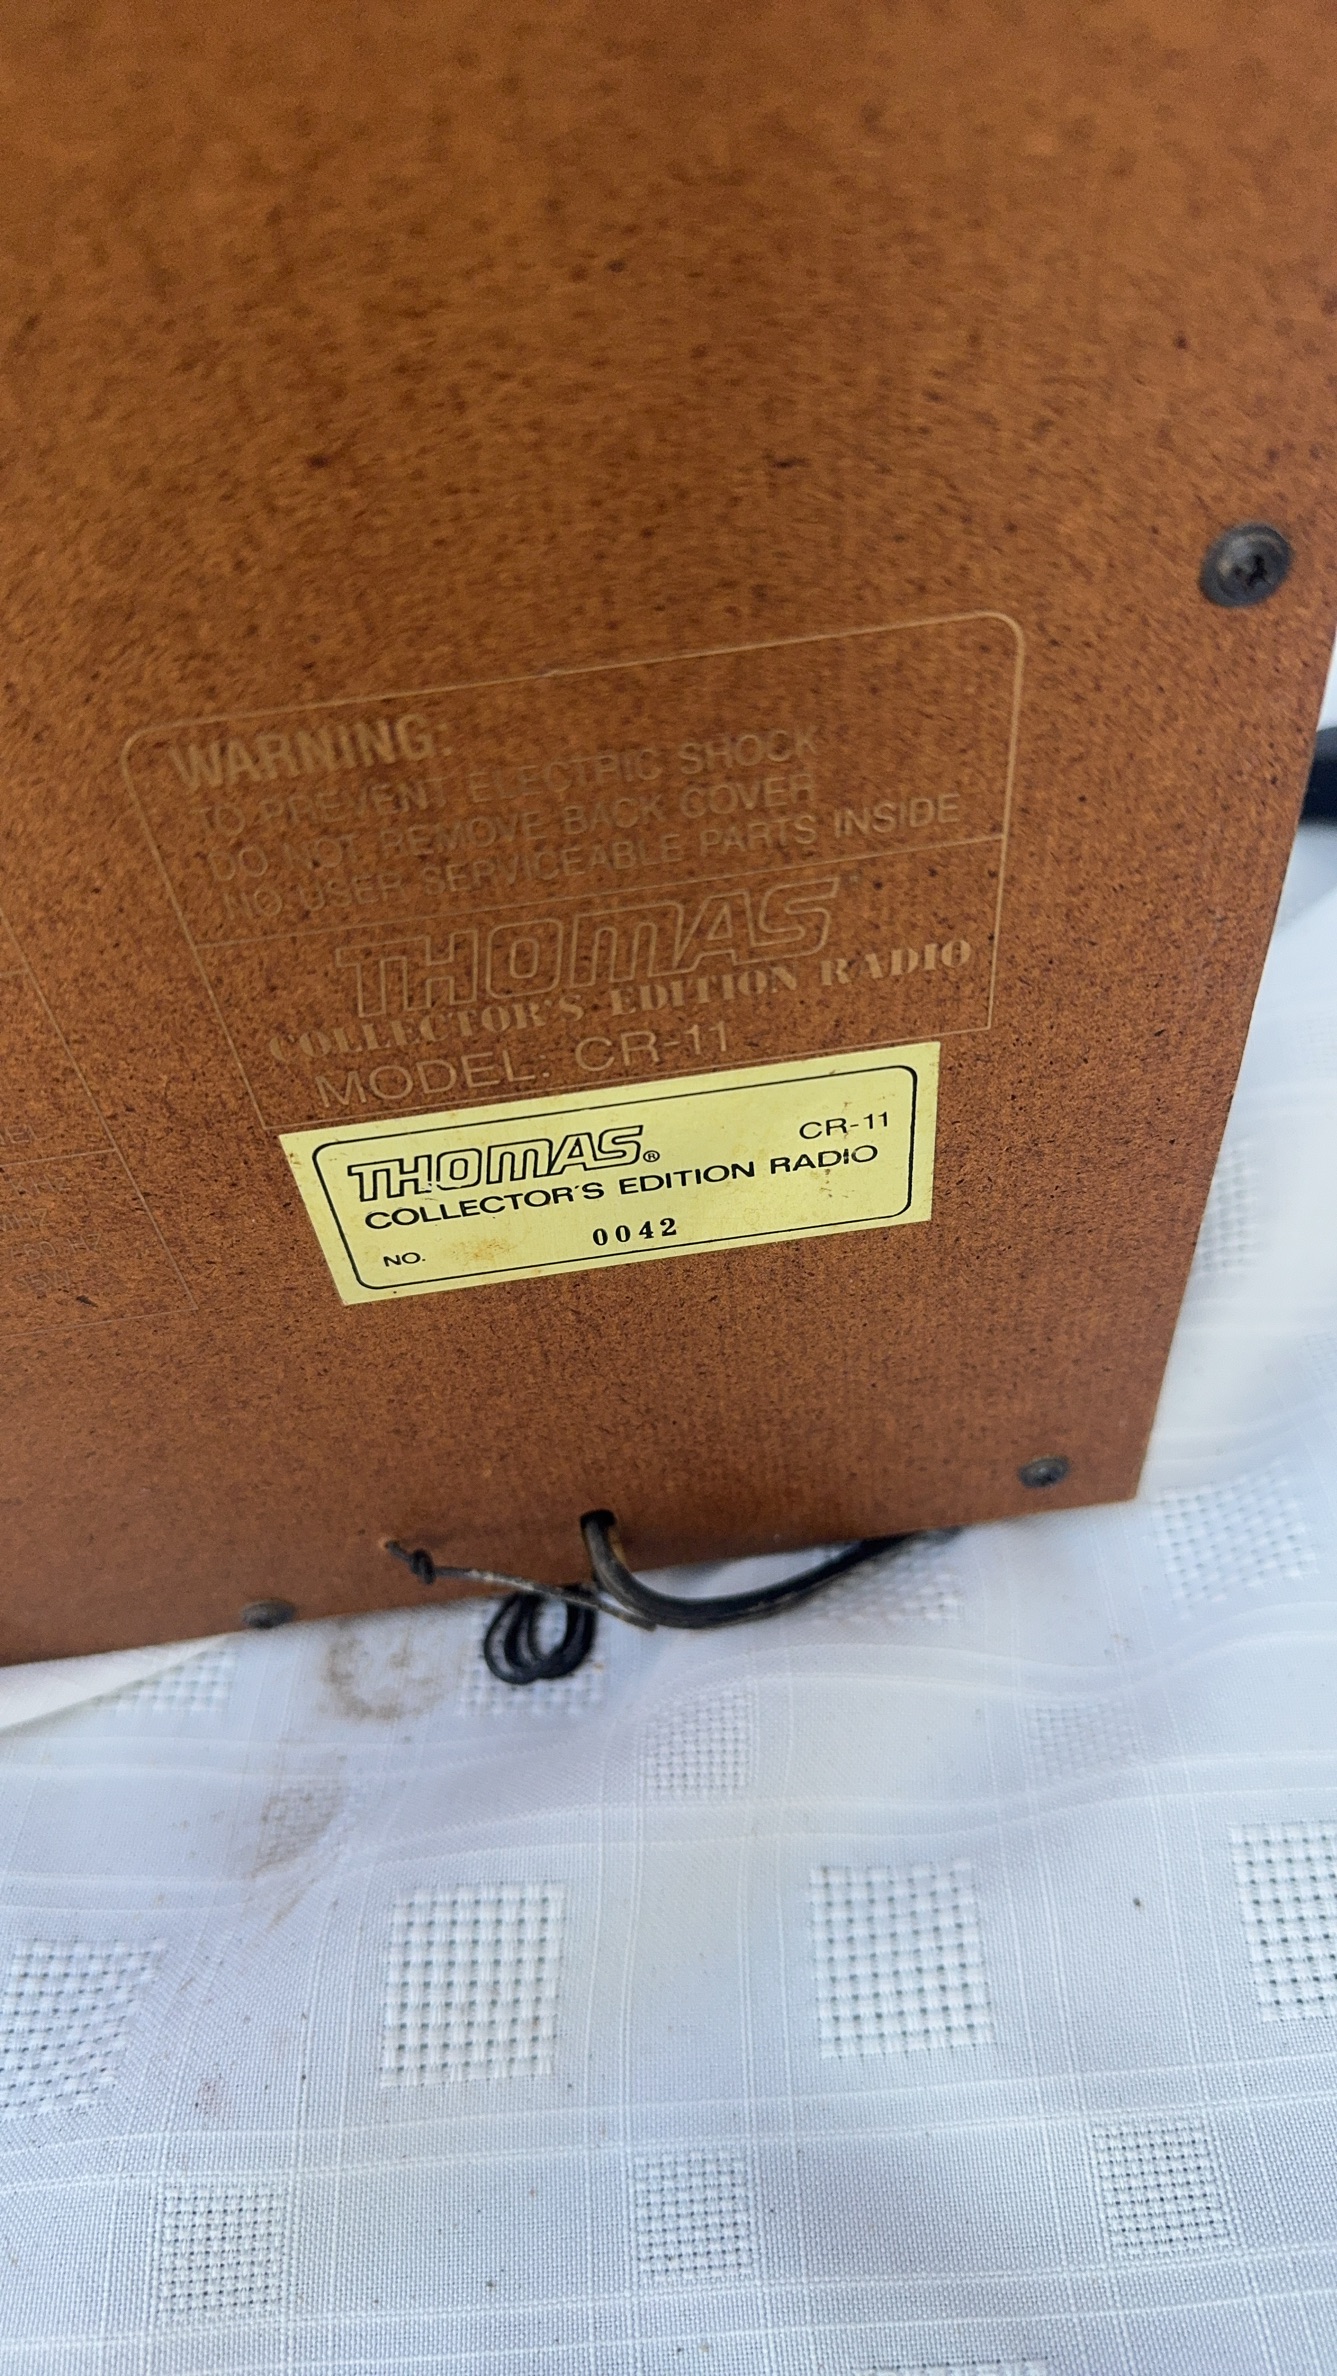 WARNING:
TO PREVENT ELECTRIC SHOCK
DO NOT REMOVE BACK COVER
NO USER SERVICEABLE PARTS INSIDE
THOMAS
COLLECTOR'S EDITION RADIO
MODEL: CR-11
THOMAS® CR-11
COLLECTOR'S EDITION RADIO
NO. 0042